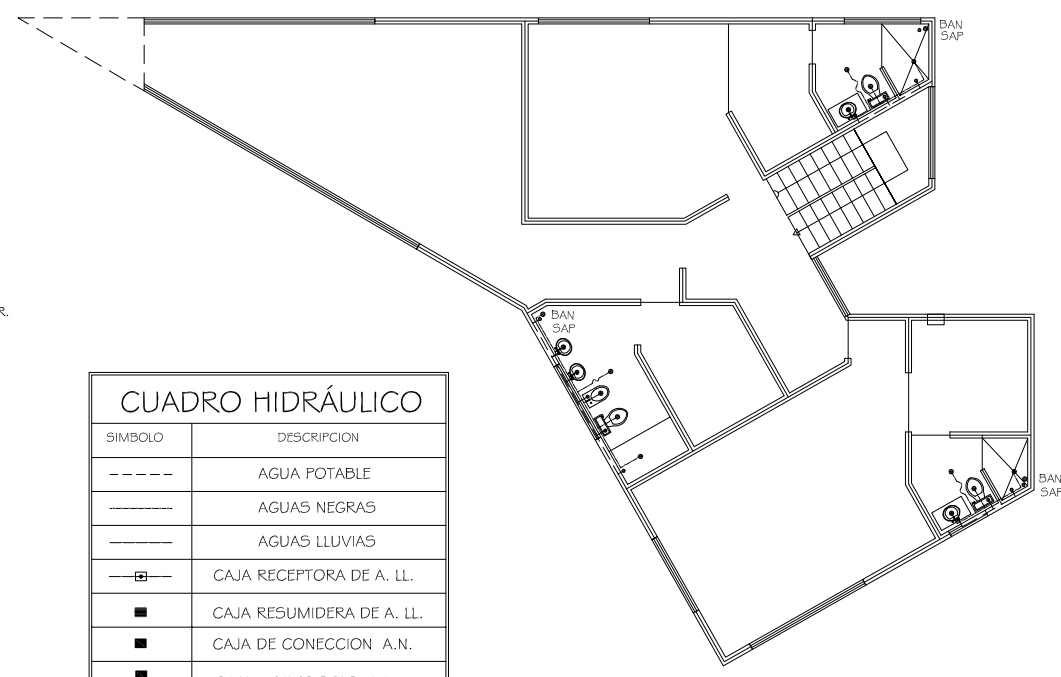 BAN
SAP
R.
BAN
SAP
CUADRO HIDRÁULICO
SIMBOLO DESCRIPCION
AGUA POTABLE
AGUAS NEGRAS
AGUAS LLUVIAS
CAJA RECEPTORA DE A. LL.
BAN
SAP
CAJA RESUMIDERA DE A. LL.
CAJA DE CONECCION A.N.